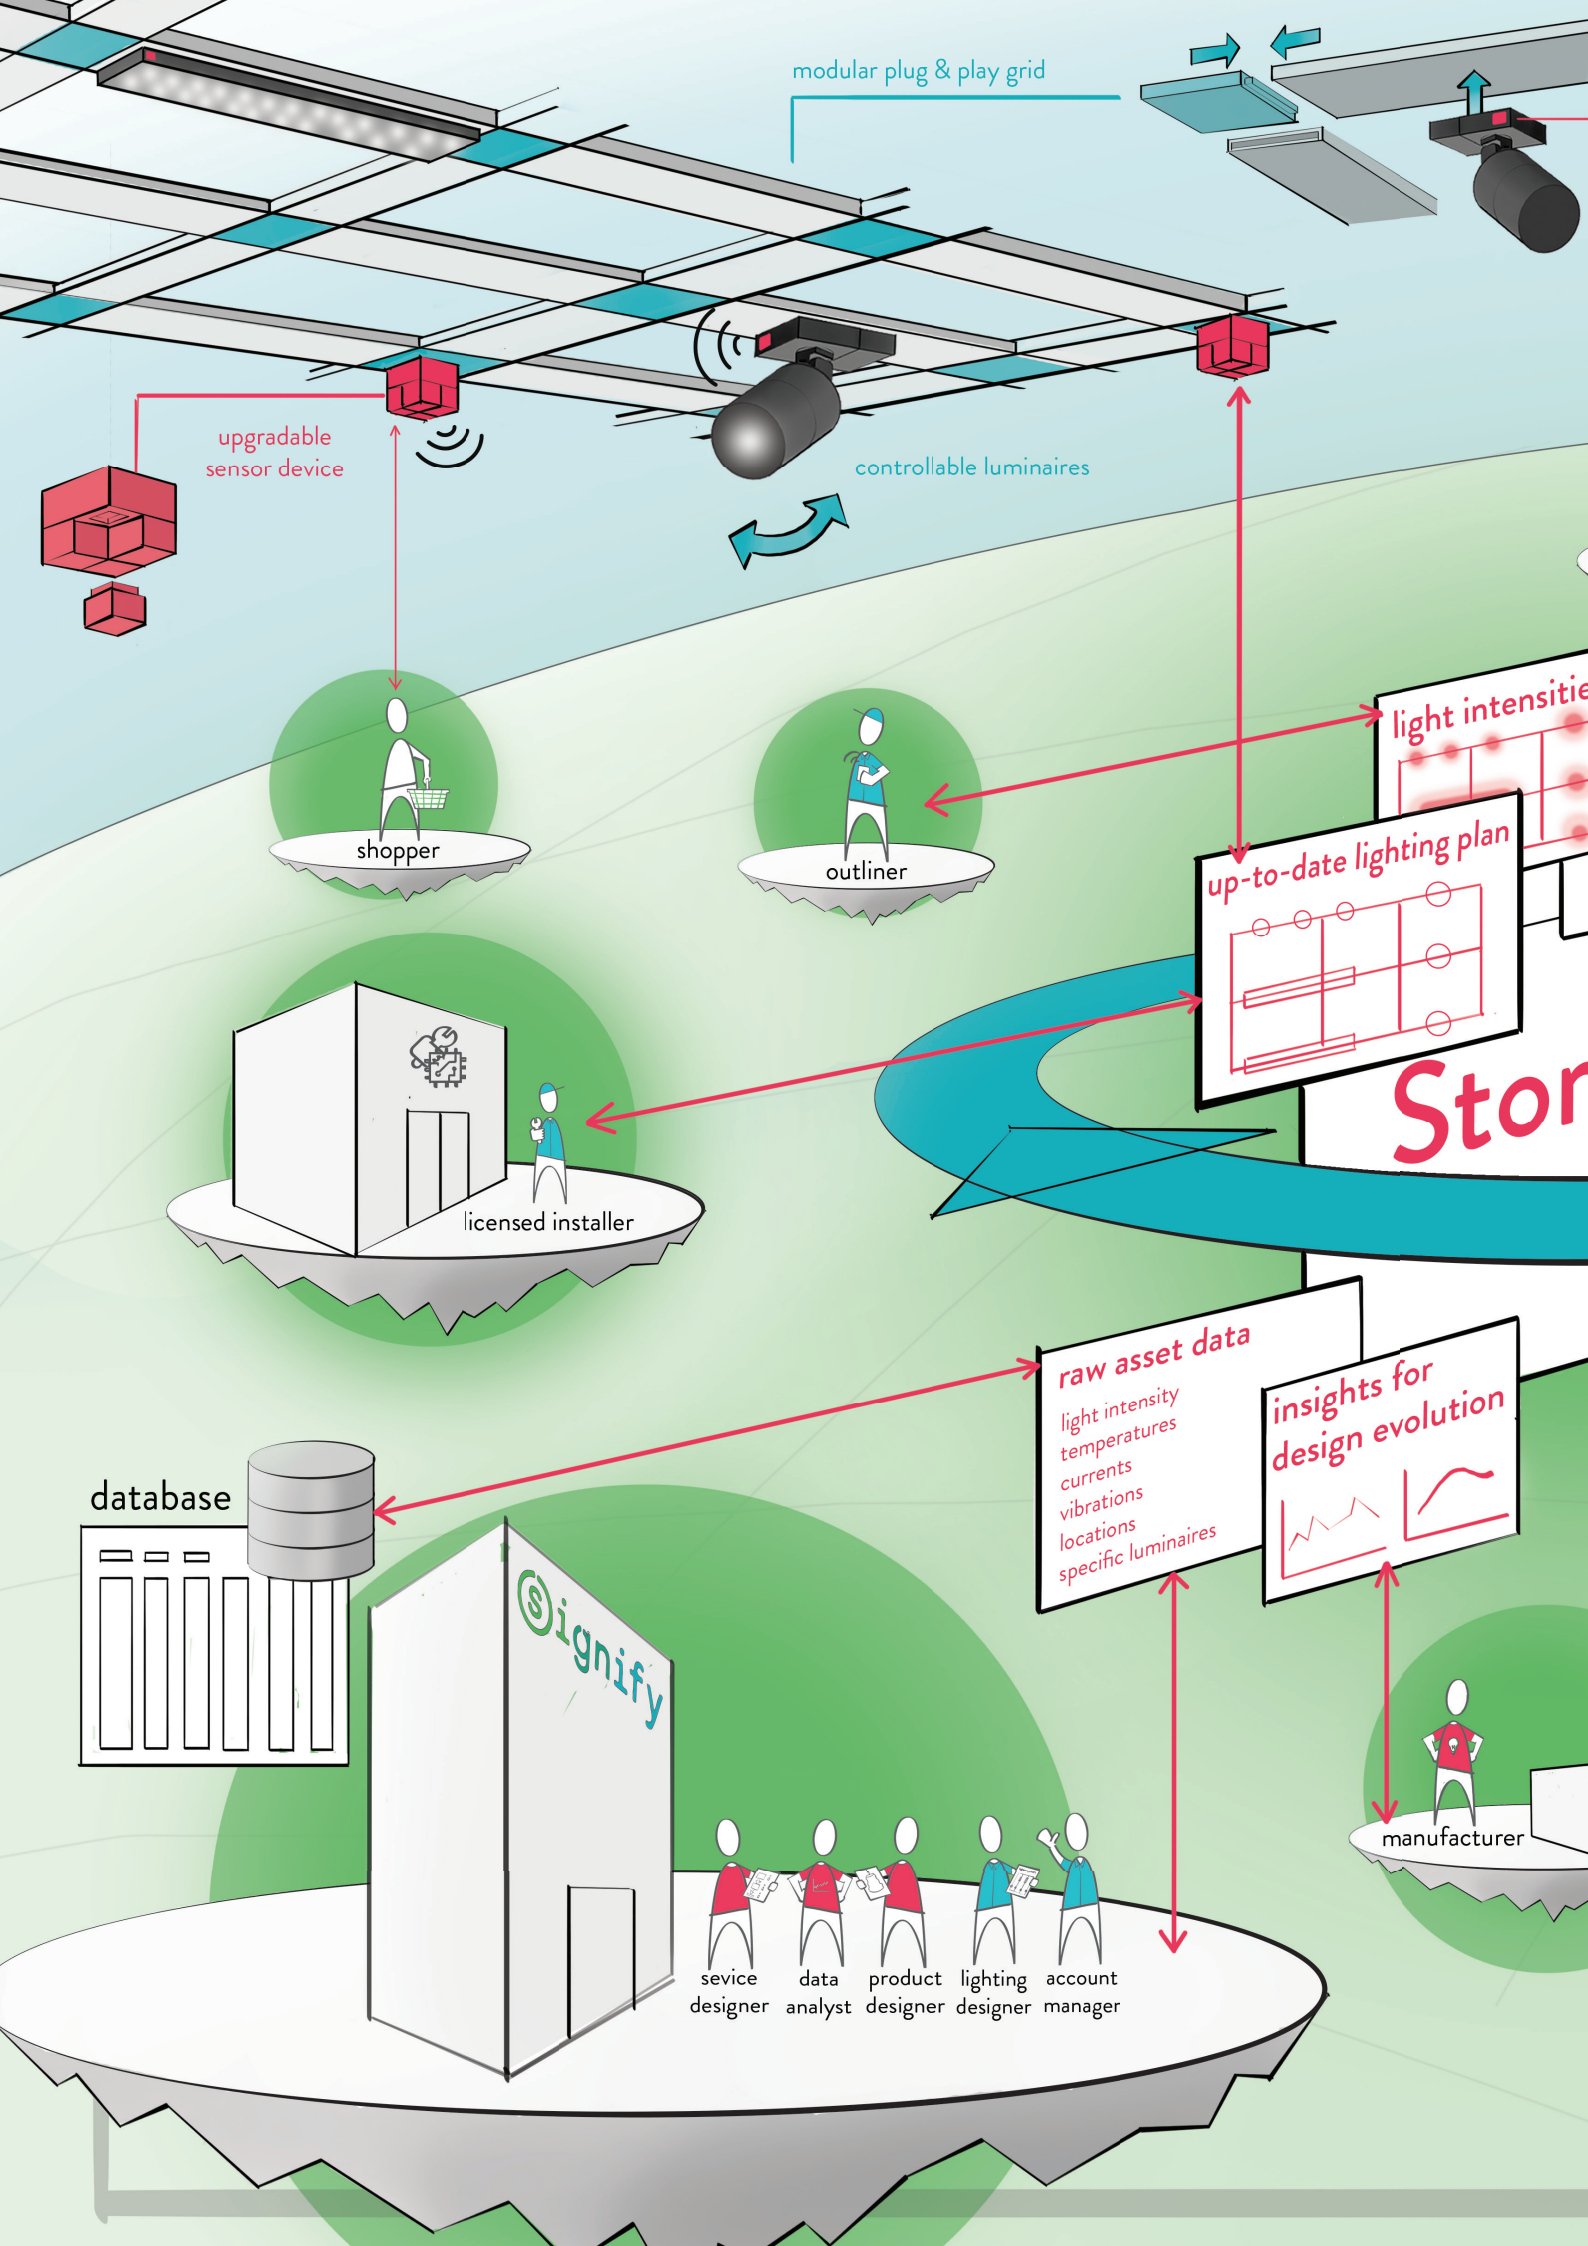 modular plug & play grid
upgradable
sensor device
controllable luminaires
shopper
outliner
light intensitie
up-to-date lighting plan
licensed installer
Stor
raw asset data
light intensity
temperatures
currents
vibrations
locations
specific luminaires
insights for
design evolution
database
Signify
manufacturer
sevice
designer
data
analyst
product
designer
lighting
designer
account
manager